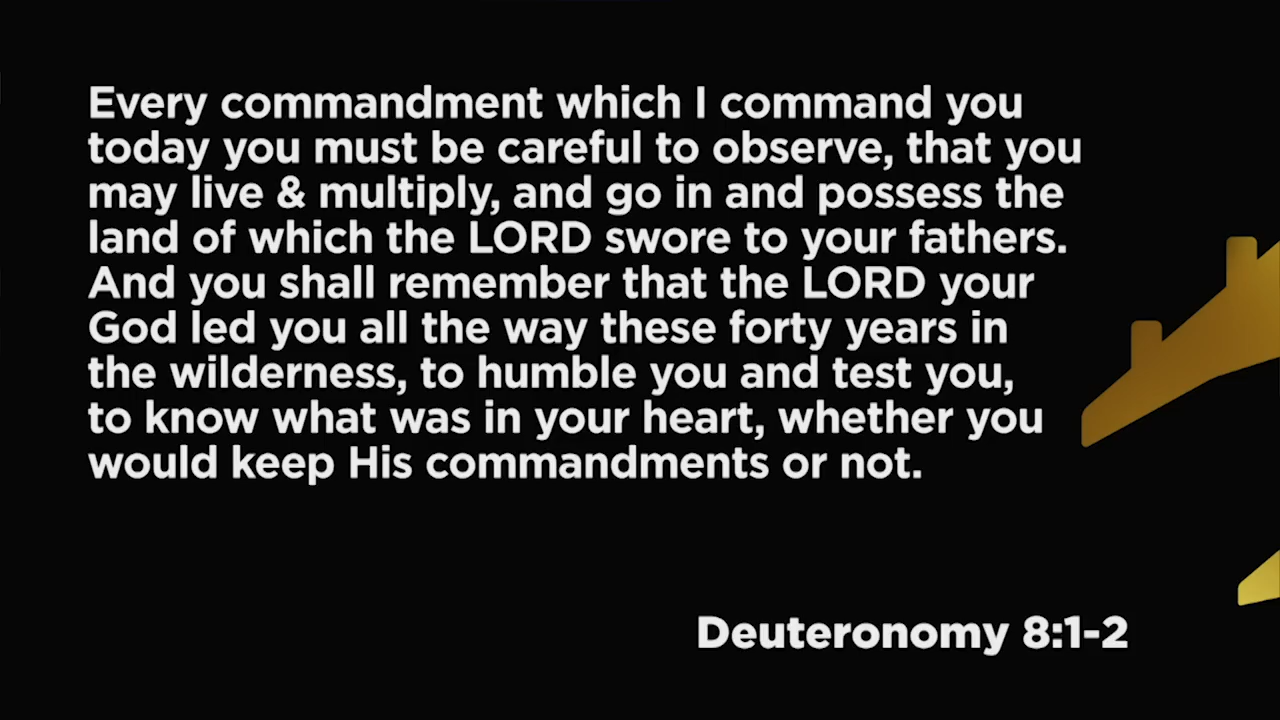 Every commandment which I command you
today you must be careful to observe, that you
may live & multiply, and go in and possess the
land of which the LORD swore to your fathers.
And you shall remember that the LORD your
God led you all the way these forty years in
the wilderness, to humble you and test you,
to know what was in your heart, whether you
would keep His commandments or not.
Deuteronomy 8:1-2